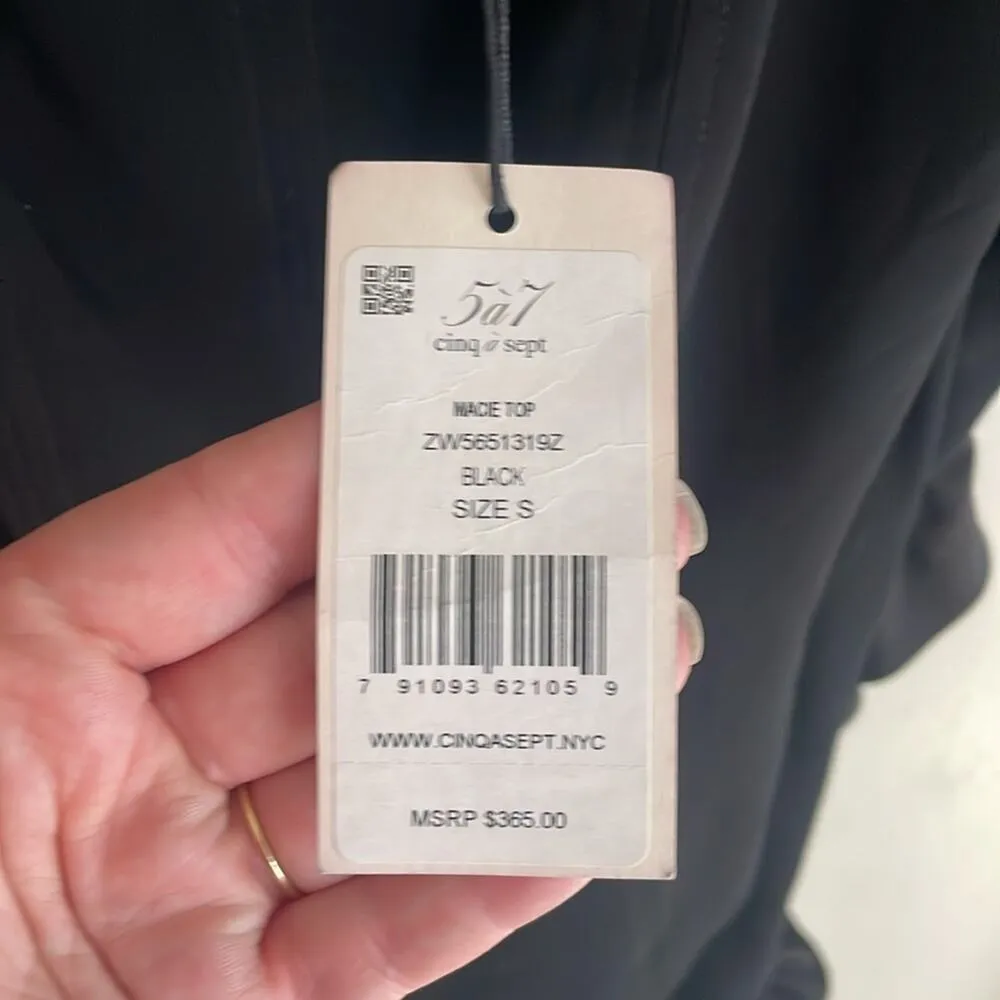 5à7
cinq à sept
MACIE TOP
ZW5651319Z
BLACK
SIZE S
7 91093 62105 9
WWW.CINQASEPT.NYC
MSRP $365.00